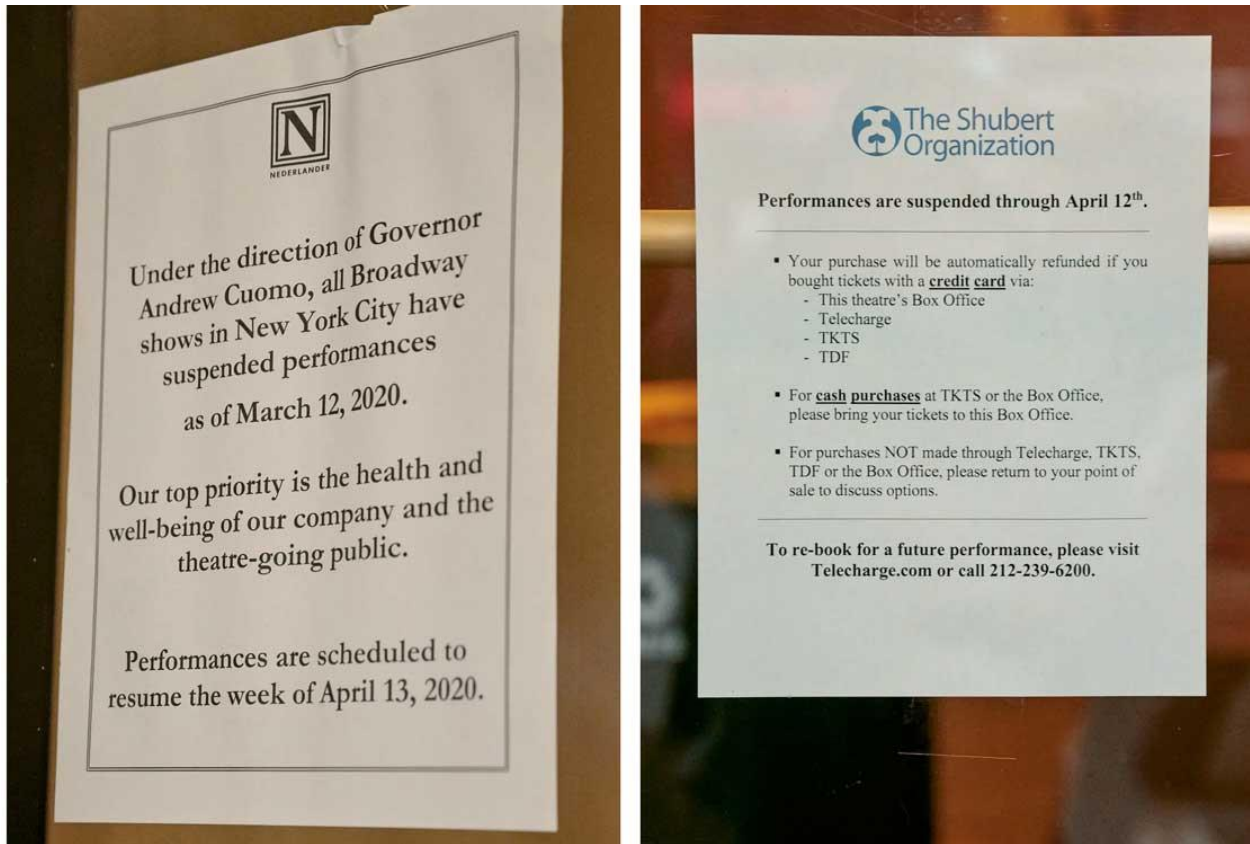 N
NEDERLANDER
Under the direction of Governor
Andrew Cuomo, all Broadway
shows in New York City have
suspended performances
as of March 12, 2020.
Our top priority is the health and
well-being of our company and the
theatre-going public.
Performances are scheduled to
resume the week of April 13, 2020.
The Shubert
Organization
Performances are suspended through April 12th.
▪ Your purchase will be automatically refunded if you
bought tickets with a credit card via:
- This theatre's Box Office
- Telecharge
- TKTS
- TDF
▪ For cash purchases at TKTS or the Box Office,
please bring your tickets to this Box Office.
▪ For purchases NOT made through Telecharge, TKTS,
TDF or the Box Office, please return to your point of
sale to discuss options.
To re-book for a future performance, please visit
Telecharge.com or call 212-239-6200.